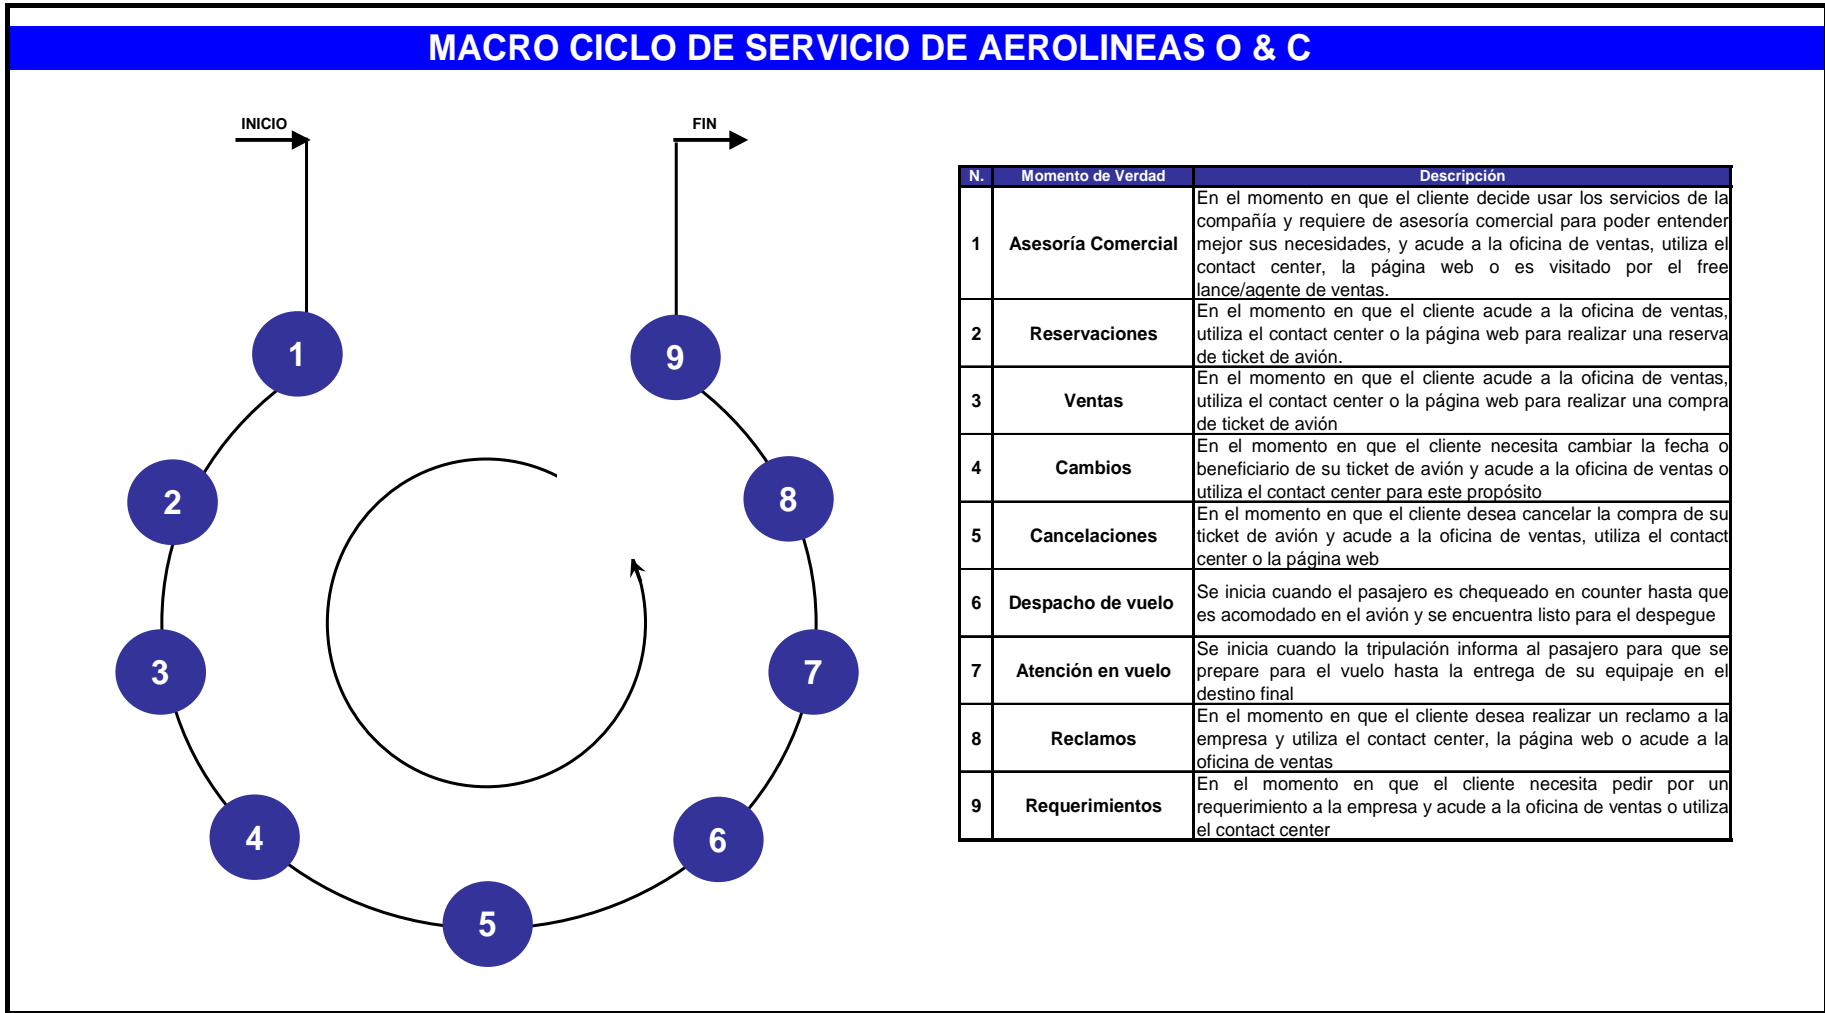 MACRO CICLO DE SERVICIO DE AEROLINEAS O & C
INICIO
FIN
1
2
3
4
5
6
7
8
9
N. Momento de Verdad Descripción
1 Asesoría Comercial
En el momento en que el cliente decide usar los servicios de la
compañía y requiere de asesoría comercial para poder entender
mejor sus necesidades, y acude a la oficina de ventas, utiliza el
contact center, la página web o es visitado por el free
lance/agente de ventas.
2 Reservaciones
En el momento en que el cliente acude a la oficina de ventas,
utiliza el contact center o la página web para realizar una reserva
de ticket de avión.
3 Ventas
En el momento en que el cliente acude a la oficina de ventas,
utiliza el contact center o la página web para realizar una compra
de ticket de avión
4 Cambios
En el momento en que el cliente necesita cambiar la fecha o
beneficiario de su ticket de avión y acude a la oficina de ventas o
utiliza el contact center para este propósito
5 Cancelaciones
En el momento en que el cliente desea cancelar la compra de su
ticket de avión y acude a la oficina de ventas, utiliza el contact
center o la página web
6 Despacho de vuelo
Se inicia cuando el pasajero es chequeado en counter hasta que
es acomodado en el avión y se encuentra listo para el despegue
7 Atención en vuelo
Se inicia cuando la tripulación informa al pasajero para que se
prepare para el vuelo hasta la entrega de su equipaje en el
destino final
8 Reclamos
En el momento en que el cliente desea realizar un reclamo a la
empresa y utiliza el contact center, la página web o acude a la
oficina de ventas
9 Requerimientos
En el momento en que el cliente necesita pedir por un
requerimiento a la empresa y acude a la oficina de ventas o utiliza
el contact center